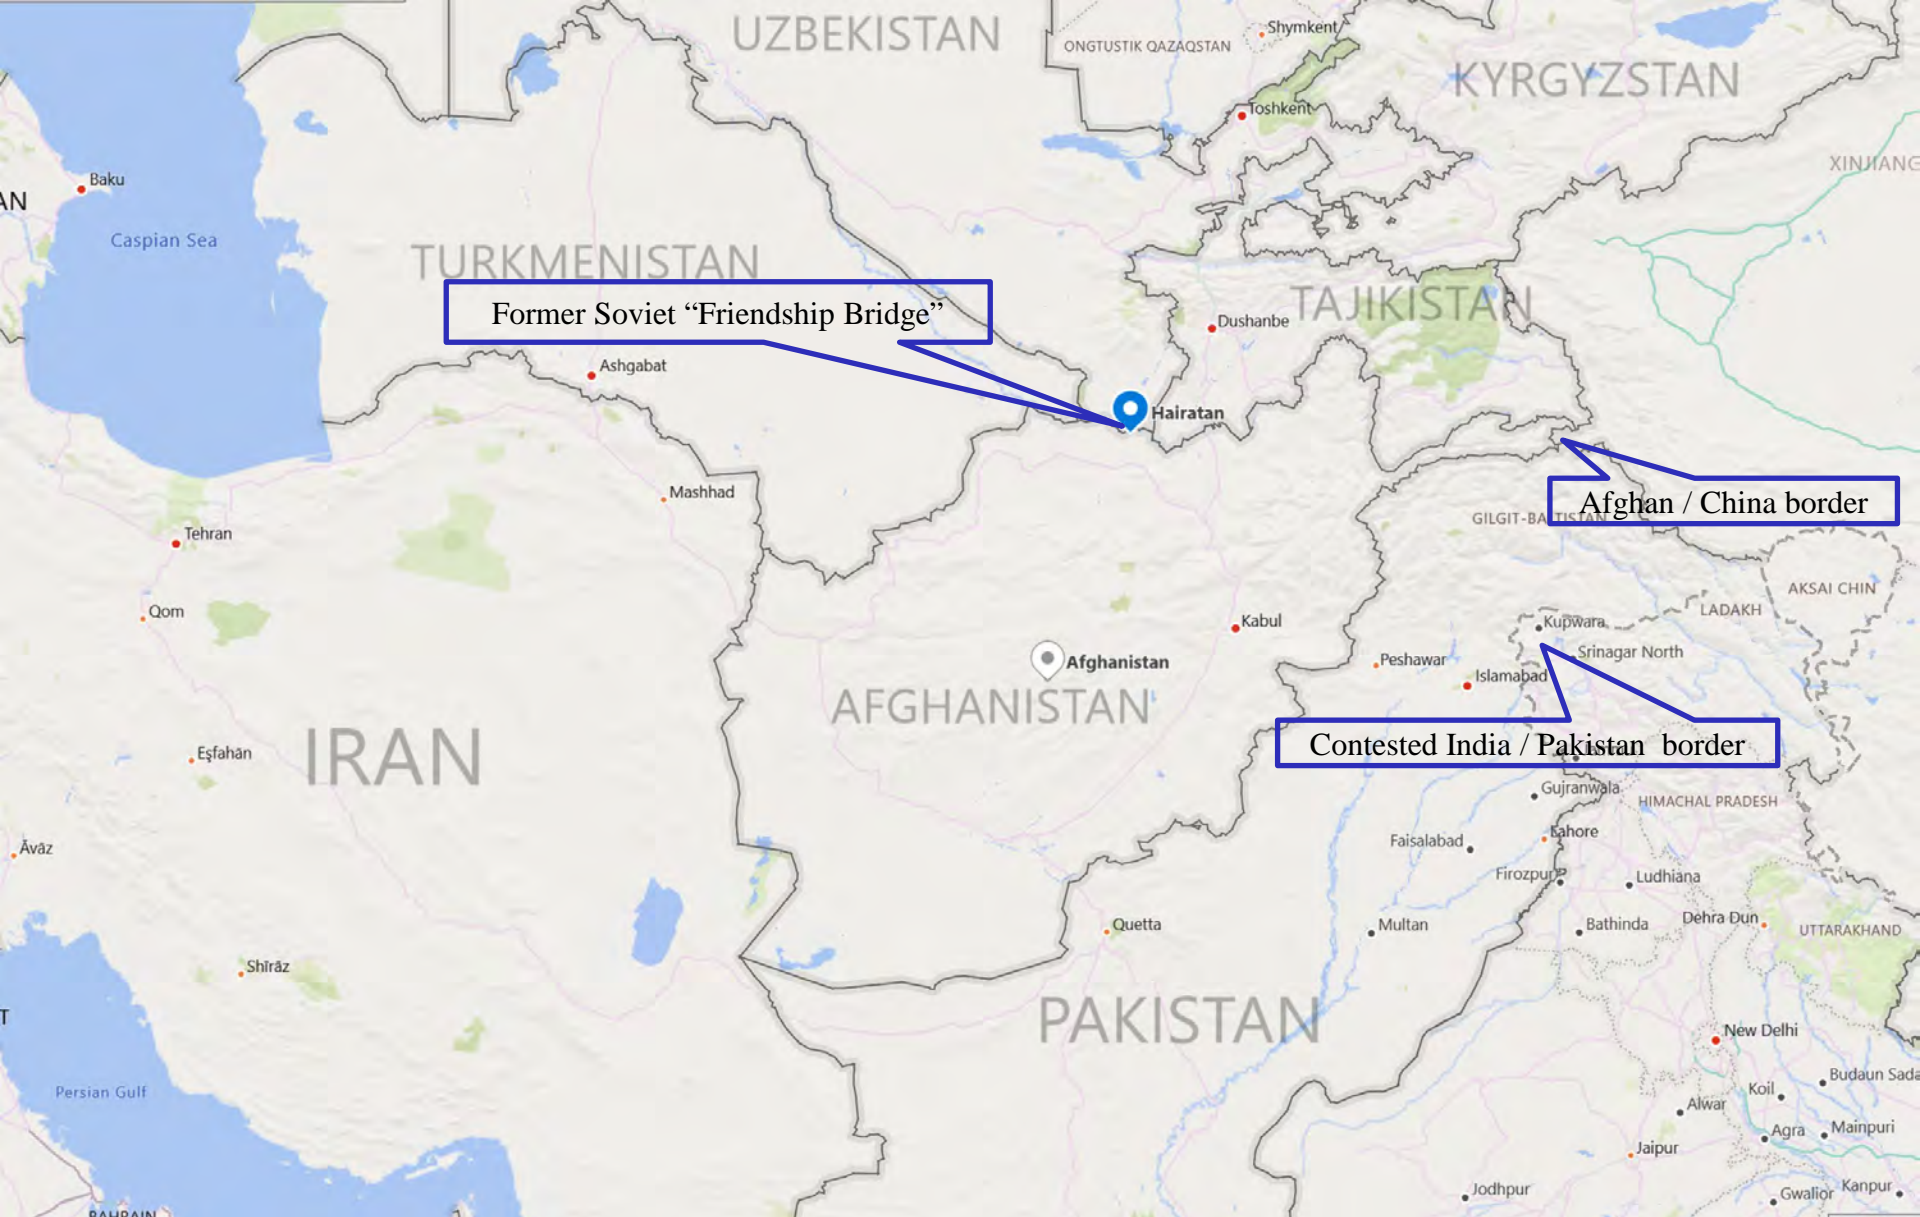 UZBEKISTAN
Shymkent
ONGTUSTIK QAZAQSTAN
KYRGYZSTAN
Toshkent
XINJIANG
Baku
AN
Caspian Sea
TURKMENISTAN
Former Soviet “Friendship Bridge”
TAJIKISTAN
Dushanbe
Ashgabat
Hairatan
Mashhad
Afghan / China border
GILGIT-BALTISTAN
Tehran
AKSAI CHIN
Qom
LADAKH
Kabul
Kupwara
Srinagar North
Peshawar
Afghanistan
Islamabad
AFGHANISTAN
IRAN
Eşfahān
Contested India / Pakistan border
Gujranwala
HIMACHAL PRADESH
Lahore
Faisalabad
Āvāz
Firozpur
Ludhiana
Quetta
Multan
Bathinda
Dehra Dun
UTTARAKHAND
Shīrāz
T
PAKISTAN
New Delhi
Persian Gulf
Budaun Sada
Koil
Alwar
Agra
Mainpuri
Jaipur
Jodhpur
Gwalior
Kanpur
BAHRAIN